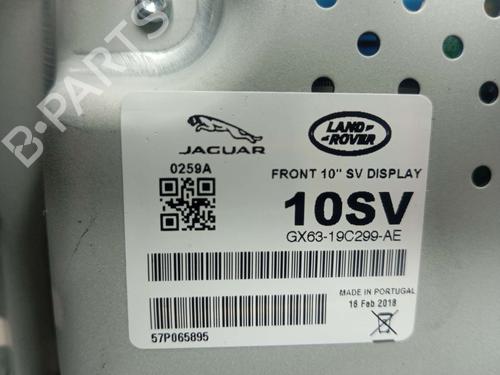 B-PARTS
JAGUAR
LAND-
ROVER
0259A
FRONT 10" SV DISPLAY
10SV
GX63-19C299-AE
MADE IN PORTUGAL
16 Feb 2018
57P065895